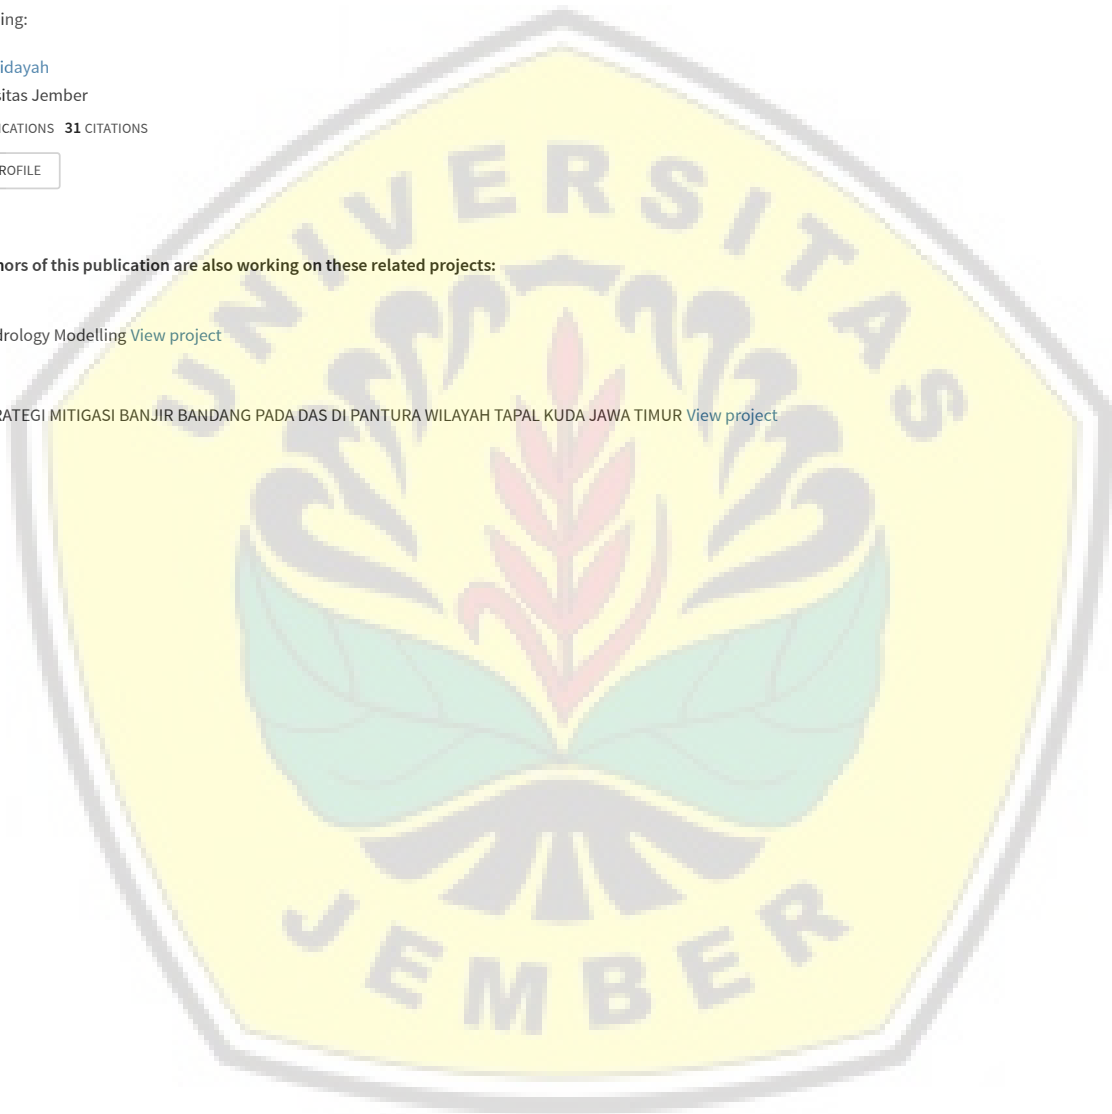 ing:
idayah
sitas Jember
ICATIONS 31 CITATIONS
ROFILE
UNIVERSITAS
hors of this publication are also working on these related projects:
drology Modelling View project
RATEGI MITIGASI BANJIR BANDANG PADA DAS DI PANTURA WILAYAH TAPAL KUDA JAWA TIMUR View project
JEMBER